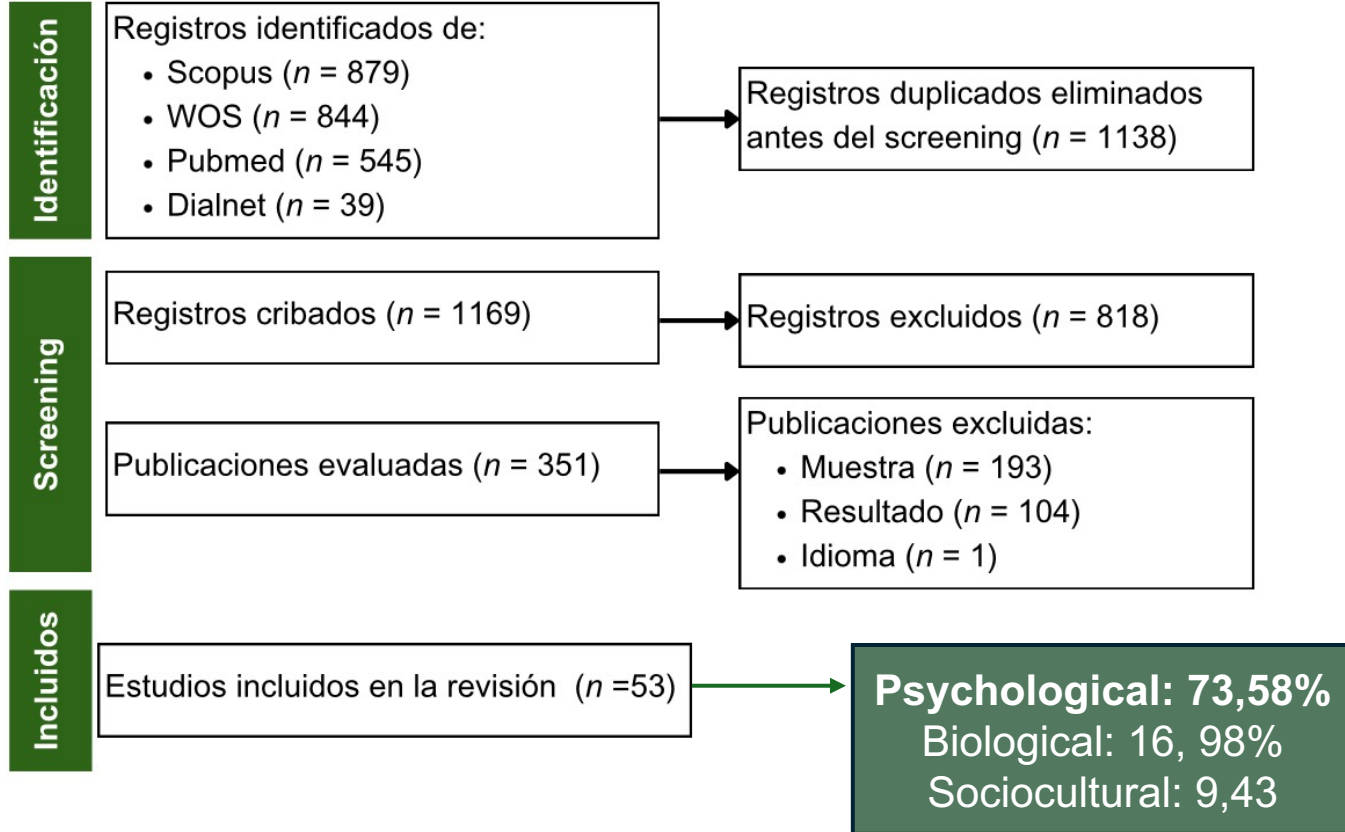 Identificación
Registros identificados de:
• Scopus (n = 879)
• WOS (n = 844)
• Pubmed (n = 545)
• Dialnet (n = 39)
Registros duplicados eliminados
antes del screening (n = 1138)
Screening
Registros cribados (n = 1169)
Registros excluidos (n = 818)
Publicaciones evaluadas (n = 351)
Publicaciones excluidas:
• Muestra (n = 193)
• Resultado (n = 104)
• Idioma (n = 1)
Incluidos
Estudios incluidos en la revisión (n =53)
Psychological: 73,58%
Biological: 16, 98%
Sociocultural: 9,43